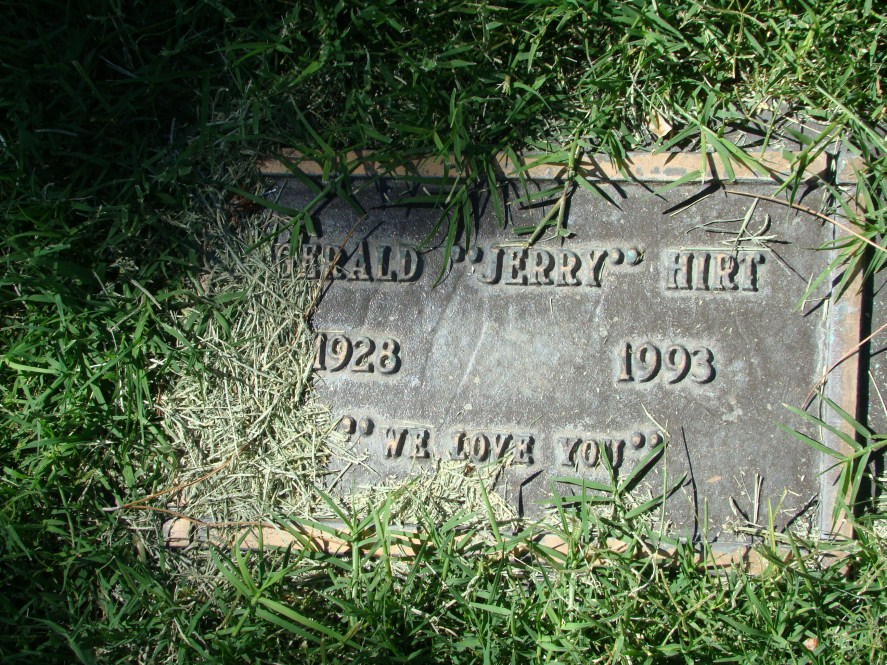 GERALD "JERRY" HIRT
1928 1993
"WE LOVE YOU"